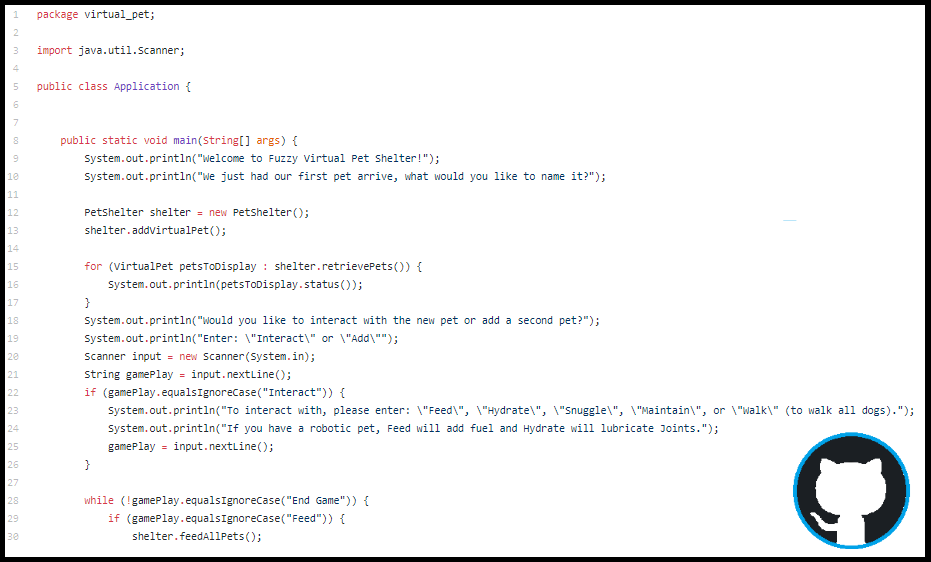 1 package virtual_pet;
2
3 import java.util.Scanner;
4
5 public class Application {
6
7
8 public static void main(String[] args) {
9 System.out.println("Welcome to Fuzzy Virtual Pet Shelter!");
10 System.out.println("We just had our first pet arrive, what would you like to name it?");
11
12 PetShelter shelter = new PetShelter();
13 shelter.addVirtualPet();
14
15 for (VirtualPet petsToDisplay : shelter.retrievePets()) {
16 System.out.println(petsToDisplay.status());
17 }
18 System.out.println("Would you like to interact with the new pet or add a second pet?");
19 System.out.println("Enter: \"Interact\" or \"Add\"");
20 Scanner input = new Scanner(System.in);
21 String gamePlay = input.nextLine();
22 if (gamePlay.equalsIgnoreCase("Interact")) {
23 System.out.println("To interact with, please enter: \"Feed\", \"Hydrate\", \"Snuggle\", \"Maintain\", or \"Walk\" (to walk all dogs).");
24 System.out.println("If you have a robotic pet, Feed will add fuel and Hydrate will lubricate Joints.");
25 gamePlay = input.nextLine();
26 }
27
28 while (!gamePlay.equalsIgnoreCase("End Game")) {
29 if (gamePlay.equalsIgnoreCase("Feed")) {
30 shelter.feedAllPets();